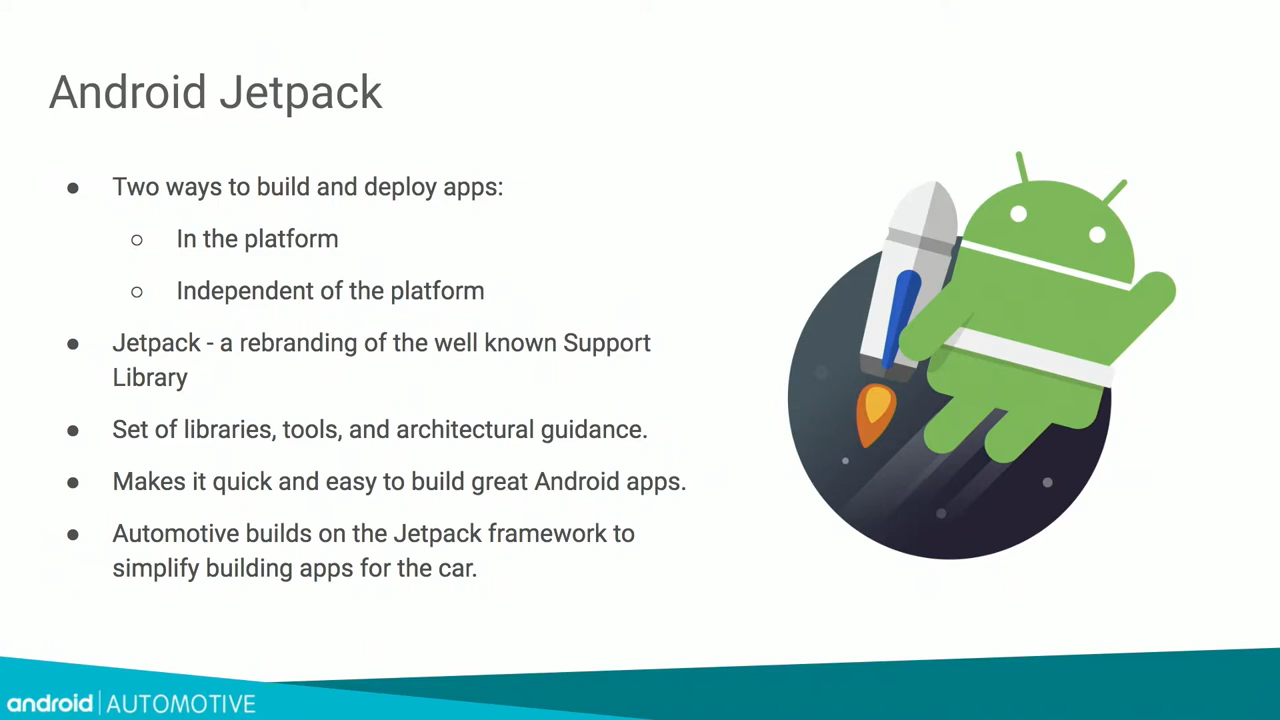 Android Jetpack
● Two ways to build and deploy apps:
○ In the platform
○ Independent of the platform
● Jetpack - a rebranding of the well known Support
Library
● Set of libraries, tools, and architectural guidance.
● Makes it quick and easy to build great Android apps.
● Automotive builds on the Jetpack framework to
simplify building apps for the car.
android | AUTOMOTIVE